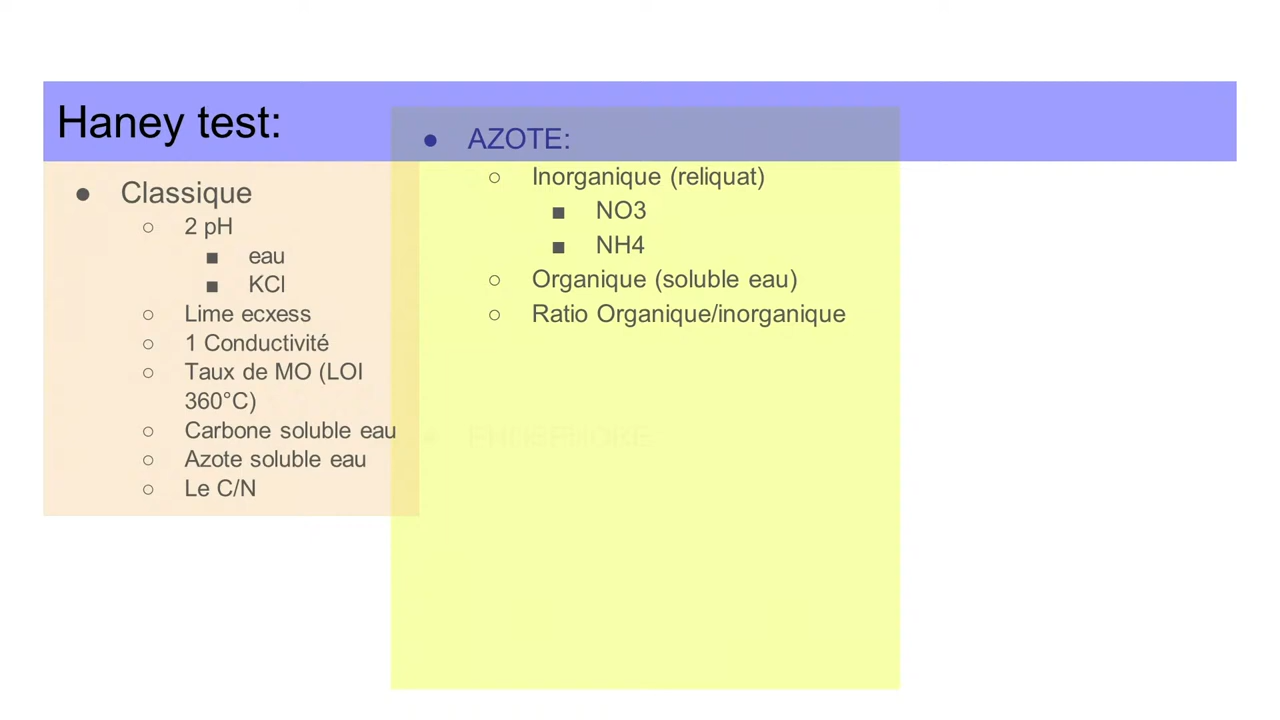 Haney test:
● Classique
○ 2 pH
■ eau
■ KCl
○ Lime ecxess
○ 1 Conductivité
○ Taux de MO (LOI
360°C)
○ Carbone soluble eau
○ Azote soluble eau
○ Le C/N
● AZOTE:
○ Inorganique (reliquat)
■ NO3
■ NH4
○ Organique (soluble eau)
○ Ratio Organique/inorganique